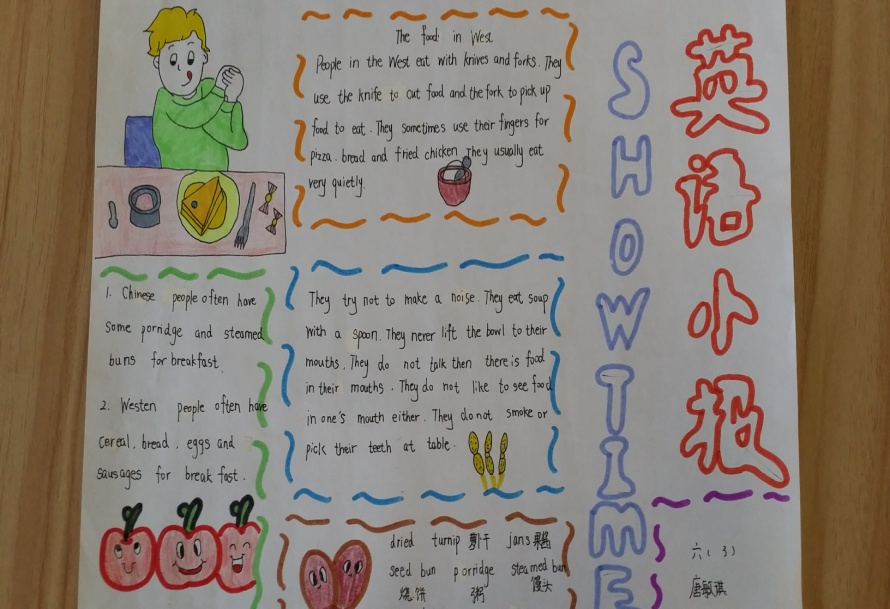 The food in West
People in the West eat with knives and forks. They
use the knife to cut food and the fork to pick up
food to eat. They sometimes use their fingers for
pizza. bread and fried chicken They usually eat
very quietly.
1. Chinese people often have
some porridge and steamed
buns for breakfast
2. Westen people often have
cereal. bread. eggs and
sausages for break fast.
They try not to make a noise. They eat soup
with a spoon. They nerer lift the bowl to their
mouths. They do not talk then there is food
in their mouths. They do not like to see food
in one's mouth either. They do not smoke or
pick their teeth at table.
dried turnip 萝卜干 jans 果酱
seed bun porridge steamed bun
烧饼 粥 馒头
SHOWTIME
英语小报
六(3)
唐敏琪